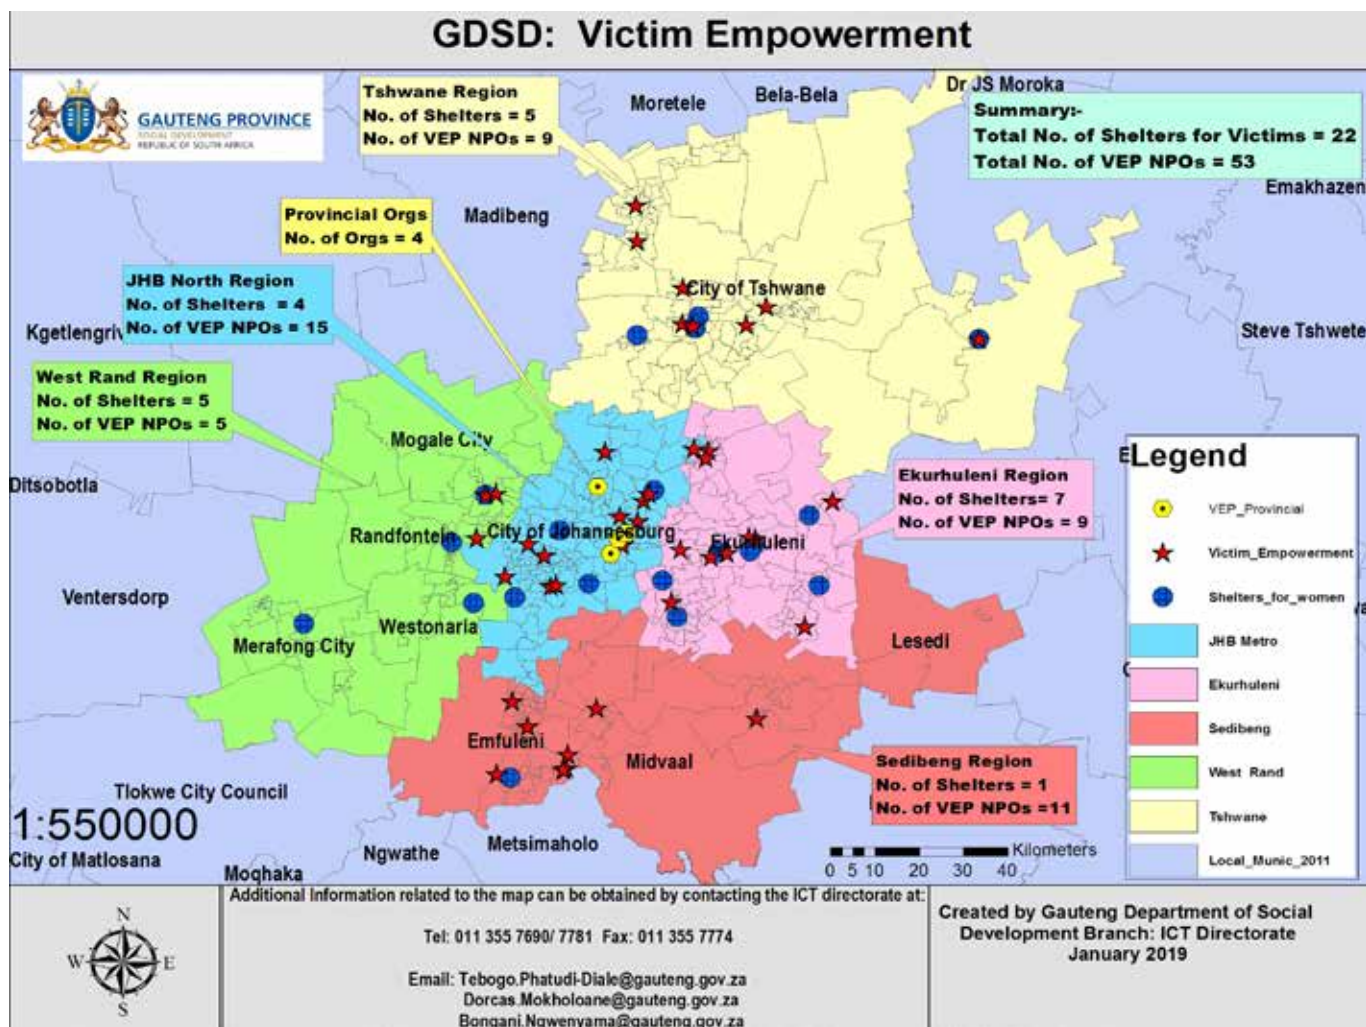 GDSD: Victim Empowerment
GAUTENG PROVINCE
SOCIAL DEVELOPMENT
REPUBLIC OF SOUTH AFRICA
Tshwane Region
No. of Shelters = 5
No. of VEP NPOs = 9
Moretele
Bela-Bela
Dr JS Moroka
Summary:-
Total No. of Shelters for Victims = 22
Total No. of VEP NPOs = 53
Emakhazen
Madibeng
Provincial Orgs
No. of Orgs = 4
JHB North Region
No. of Shelters = 4
No. of VEP NPOs = 15
City of Tshwane
Kgetlengriv
Steve Tshwete
West Rand Region
No. of Shelters = 5
No. of VEP NPOs = 5
Mogale City
Ditsobotla
Ekurhuleni Region
No. of Shelters= 7
No. of VEP NPOs = 9
Randfontein
City of Johannesburg
Ekurhuleni
Ventersdorp
Westonaria
Merafong City
Lesedi
Emfuleni
Midvaal
Sedibeng Region
No. of Shelters = 1
No. of VEP NPOs =11
Tlokwe City Council
1:550000
City of Matlosana
Moqhaka
Ngwathe
Metsimaholo
Kilometers
0 5 10 20 30 40
Legend
VEP_Provincial
Victim_Empowerment
Shelters_for_women
JHB Metro
Ekurhuleni
Sedibeng
West Rand
Tshwane
Local_Munic_2011
N
W E
S
Additional Information related to the map can be obtained by contacting the ICT directorate at:
Tel: 011 355 7690/ 7781 Fax: 011 355 7774
Email: Tebogo.Phatudi-Diale@gauteng.gov.za
Dorcas.Mokholoane@gauteng.gov.za
Bongani.Ngwenyama@gauteng.gov.za
Created by Gauteng Department of Social
Development Branch: ICT Directorate
January 2019